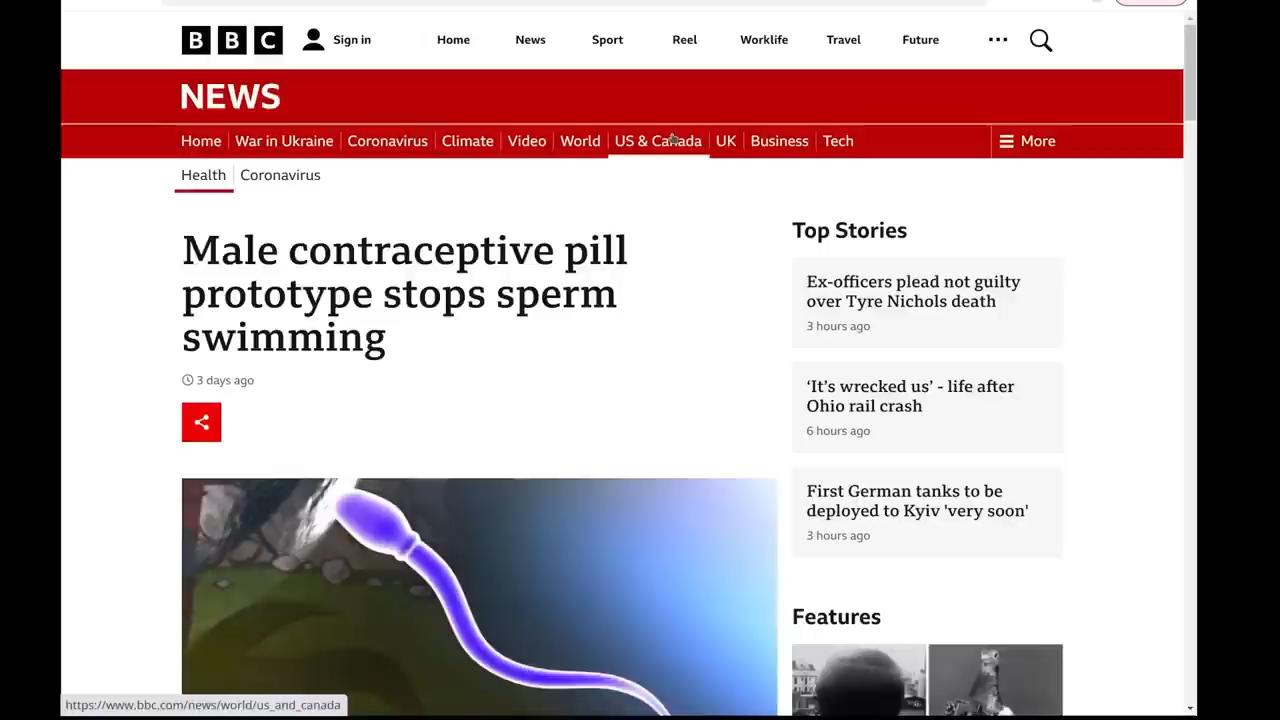 BBC Sign in Home News Sport Reel Worklife Travel Future ...
NEWS
Home War in Ukraine Coronavirus Climate Video World US & Canada UK Business Tech More
Health Coronavirus
Male contraceptive pill
prototype stops sperm
swimming
3 days ago
Top Stories
Ex-officers plead not guilty
over Tyre Nichols death
3 hours ago
‘It’s wrecked us’ - life after
Ohio rail crash
6 hours ago
First German tanks to be
deployed to Kyiv 'very soon'
3 hours ago
Features
https://www.bbc.com/news/world/us_and_canada